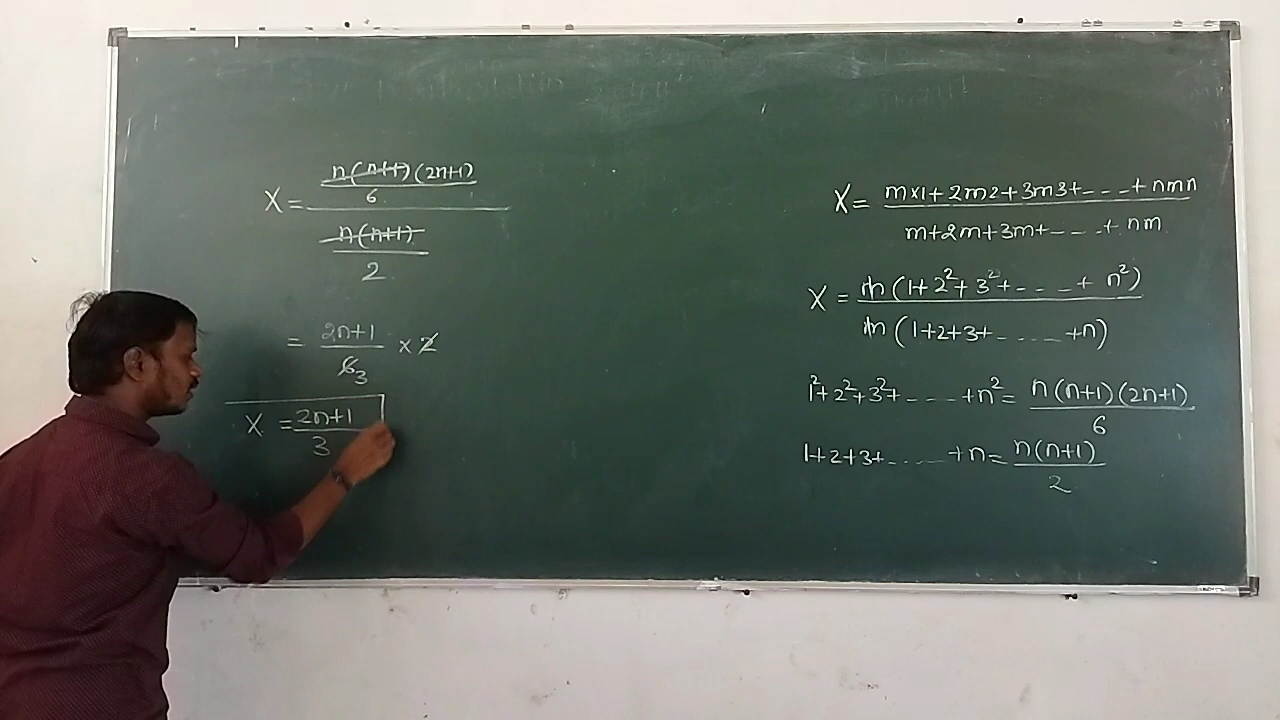 X = m×1+2m2+3m3+----+nmn
m+2m+3m+----+nm
X = m(1+2²+3²+----+n²)
m(1+2+3+-----+n)
1²+2²+3²+-----+n² = n(n+1)(2n+1)
6
1+2+3+-----+n = n(n+1)
2
n(n+1)(2n+1)
6
X =
n(n+1)
2
= 2n+1 × 2
6 3
X = 2n+1
3